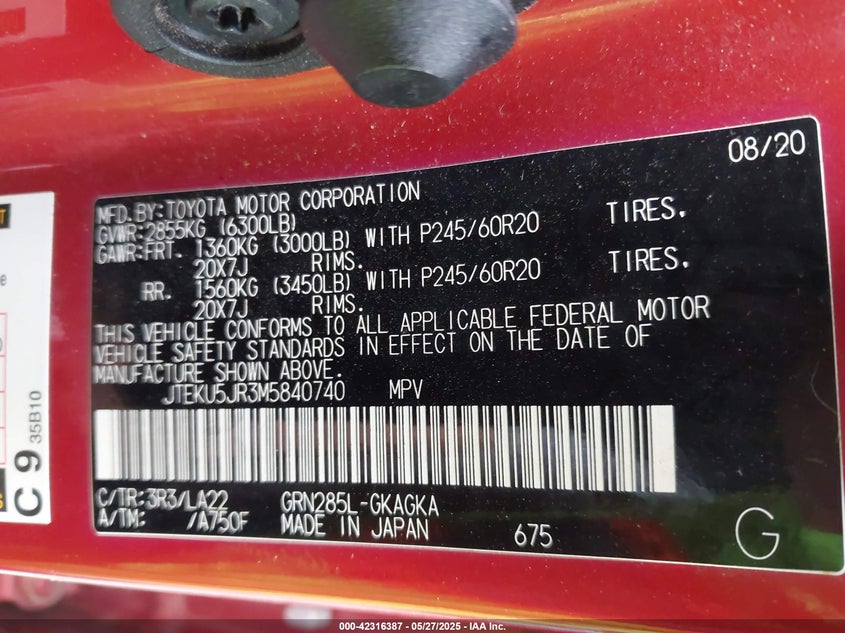 08/20
MFD.BY:TOYOTA MOTOR CORPORATION
GVWR:2855KG (6300LB)
GAWR:FRT. 1360KG (3000LB) WITH P245/60R20 TIRES.
20X7J RIMS.
RR. 1560KG (3450LB) WITH P245/60R20 TIRES.
20X7J RIMS.
THIS VEHICLE CONFORMS TO ALL APPLICABLE FEDERAL MOTOR
VEHICLE SAFETY STANDARDS IN EFFECT ON THE DATE OF
MANUFACTURE SHOWN ABOVE.
JTEKU5JR3M5840740 MPV
C/TR:3R3/LA22 GRN285L-GKAGKA
A/TM: /A750F MADE IN JAPAN 675
G
C 9 35B10
000-42316387 - 05/27/2025 - IAA Inc.